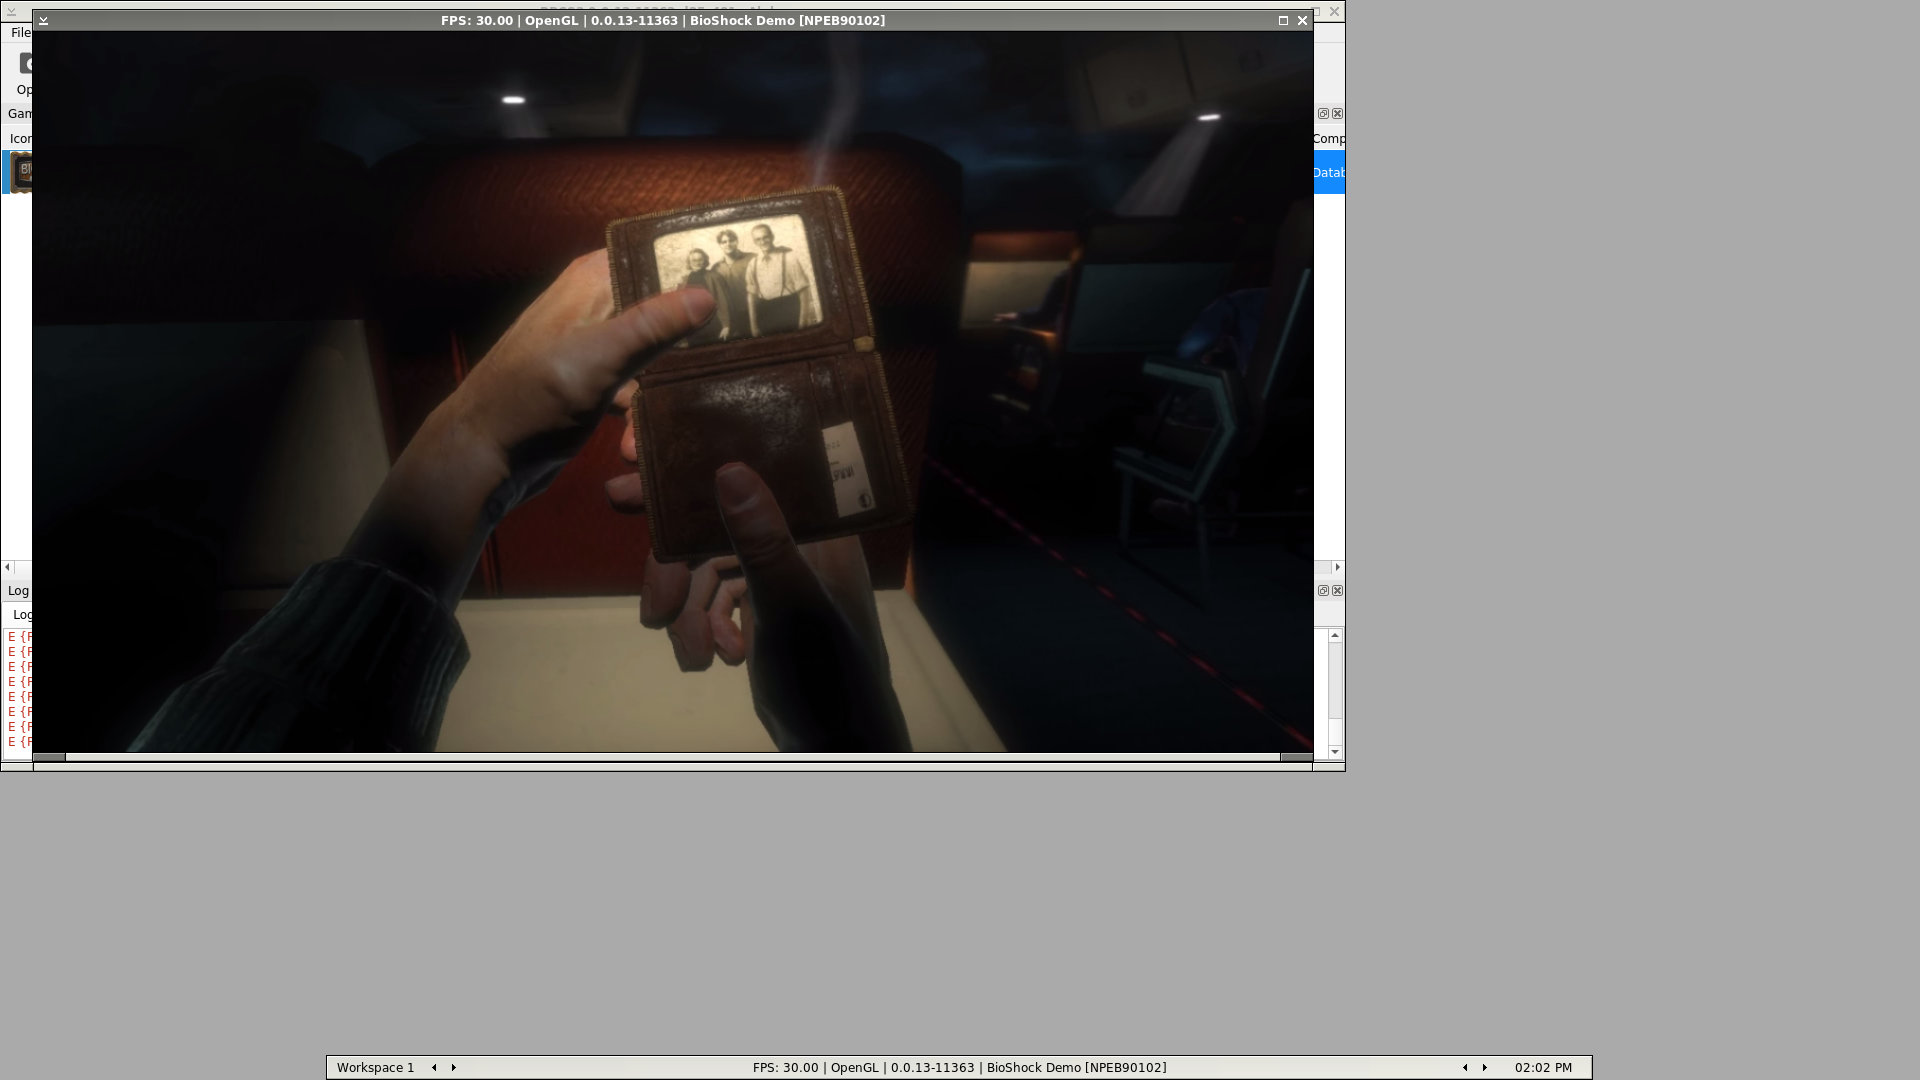 FPS: 30.00 | OpenGL | 0.0.13-11363 | BioShock Demo [NPEB90102]
File
Op
Gam
Icon
Comp
Datab
Log
Log
E {F
E {F
E {F
E {F
E {F
E {F
E {F
E {F
Workspace 1
FPS: 30.00 | OpenGL | 0.0.13-11363 | BioShock Demo [NPEB90102]
02:02 PM